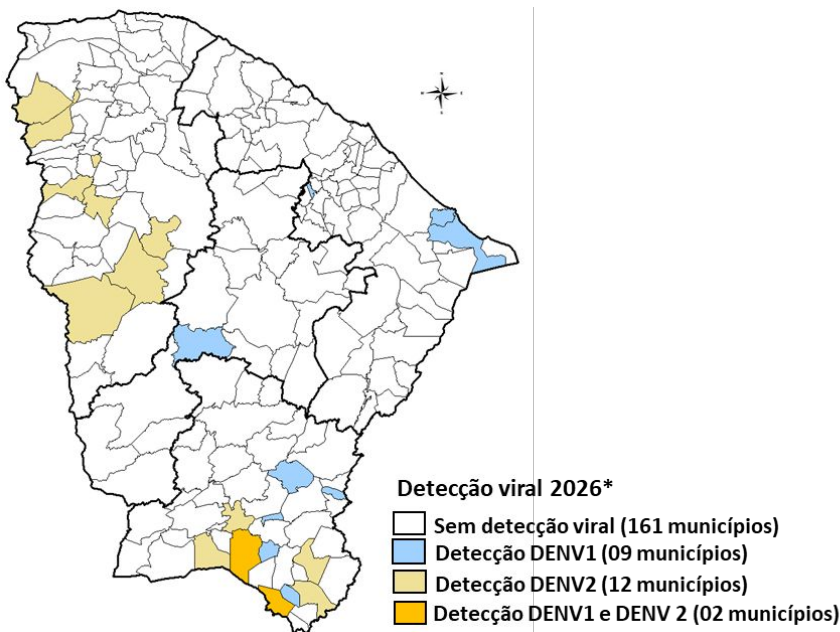 Detecção viral 2026*
Sem detecção viral (161 municípios)
Detecção DENV1 (09 municípios)
Detecção DENV2 (12 municípios)
Detecção DENV1 e DENV 2 (02 municípios)